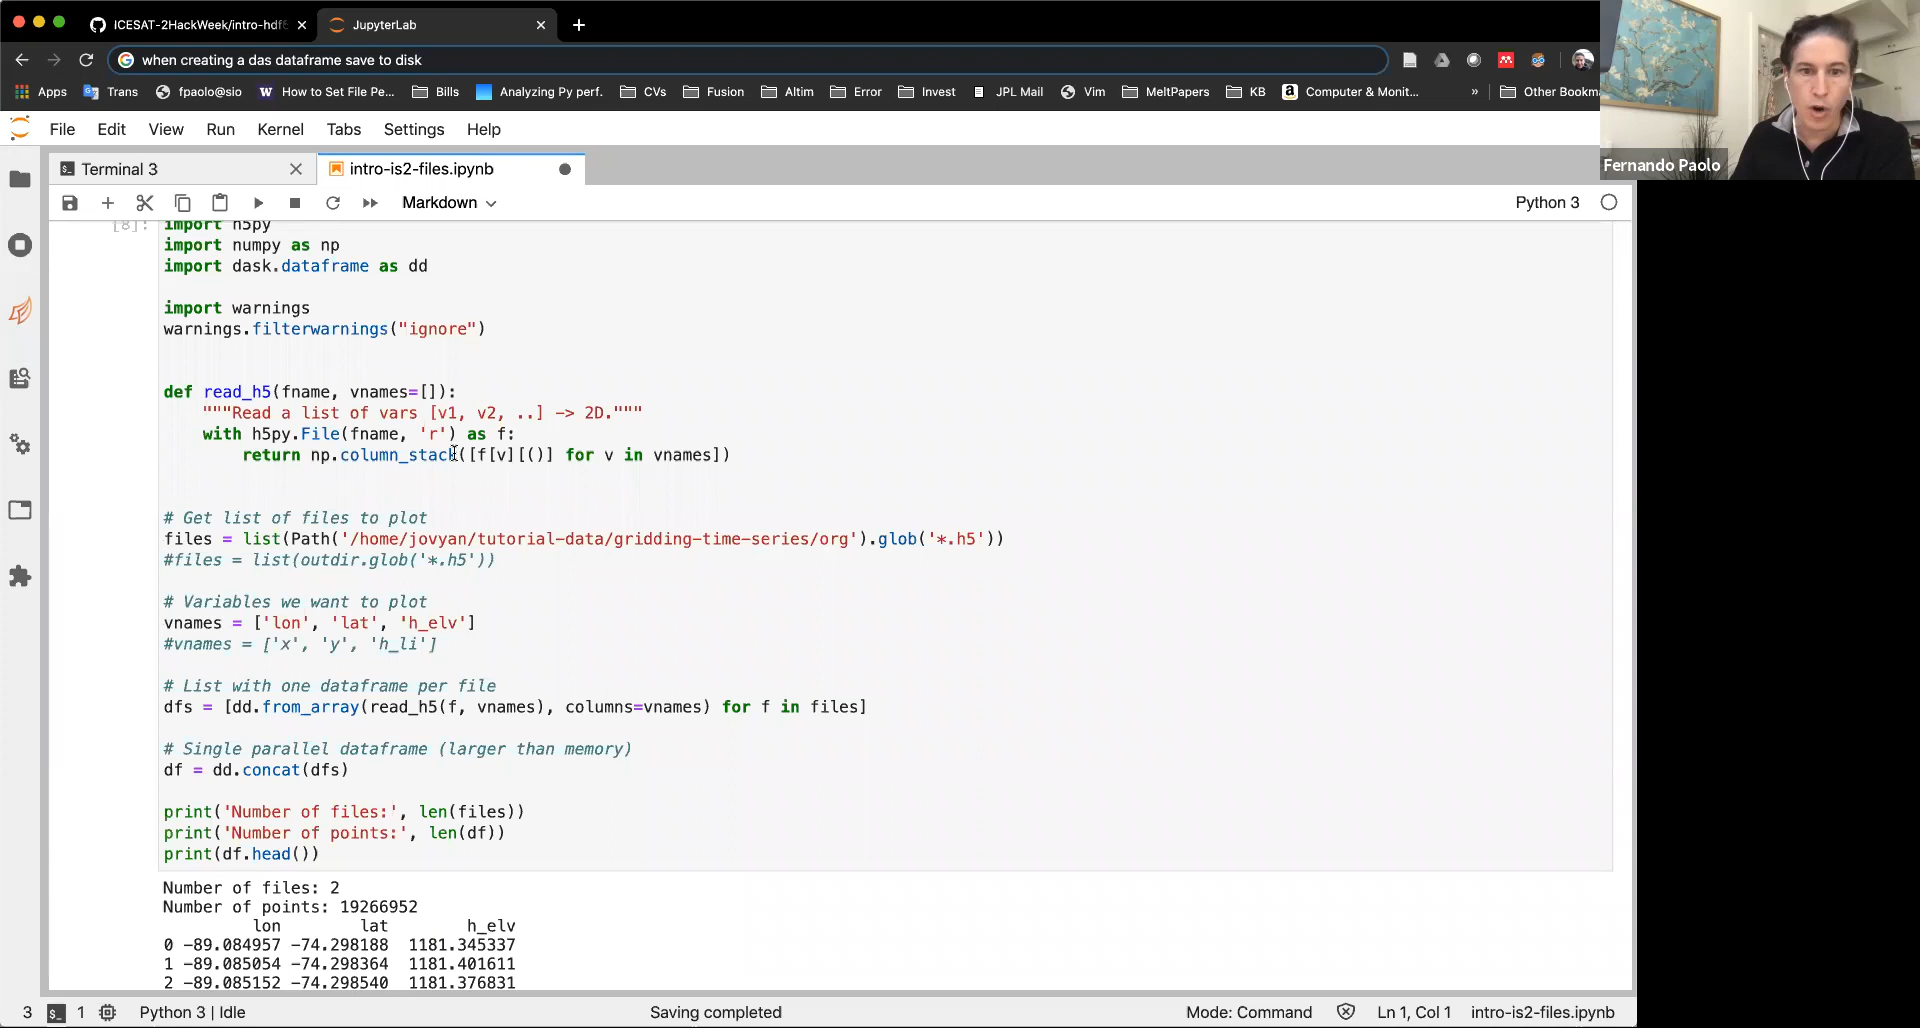 ICESAT-2HackWeek/intro-hdf5
JupyterLab
when creating a das dataframe save to disk
Apps
Trans
fpaolo@sio
How to Set File Pe...
Bills
Analyzing Py perf.
CVs
Fusion
Altim
Error
Invest
JPL Mail
Vim
MeltPapers
KB
Computer & Monit...
»
Other Bookma
Fernando Paolo
File Edit View Run Kernel Tabs Settings Help
Terminal 3
intro-is2-files.ipynb
Markdown
Python 3
[8]: import h5py
import numpy as np
import dask.dataframe as dd
import warnings
warnings.filterwarnings("ignore")
def read_h5(fname, vnames=[]):
"""Read a list of vars [v1, v2, ..] -> 2D."""
with h5py.File(fname, 'r') as f:
return np.column_stack([f[v][()] for v in vnames])
# Get list of files to plot
files = list(Path('/home/jovyan/tutorial-data/gridding-time-series/org').glob('*.h5'))
#files = list(outdir.glob('*.h5'))
# Variables we want to plot
vnames = ['lon', 'lat', 'h_elv']
#vnames = ['x', 'y', 'h_li']
# List with one dataframe per file
dfs = [dd.from_array(read_h5(f, vnames), columns=vnames) for f in files]
# Single parallel dataframe (larger than memory)
df = dd.concat(dfs)
print('Number of files:', len(files))
print('Number of points:', len(df))
print(df.head())
Number of files: 2
Number of points: 19266952
lon lat h_elv
0 -89.084957 -74.298188 1181.345337
1 -89.085054 -74.298364 1181.401611
2 -89.085152 -74.298540 1181.376831
3 $_ 1 Python 3 | Idle
Saving completed
Mode: Command
Ln 1, Col 1
intro-is2-files.ipynb